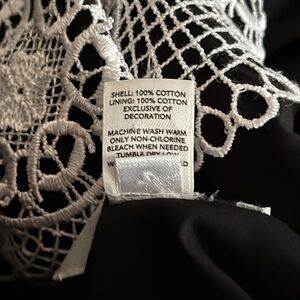 SHELL: 100% COTTON
LINING: 100% COTTON
EXCLUSIVE OF
DECORATION
MACHINE WASH WARM
ONLY NON-CHLORINE
BLEACH WHEN NEEDED
TUMBLE DRY LOW